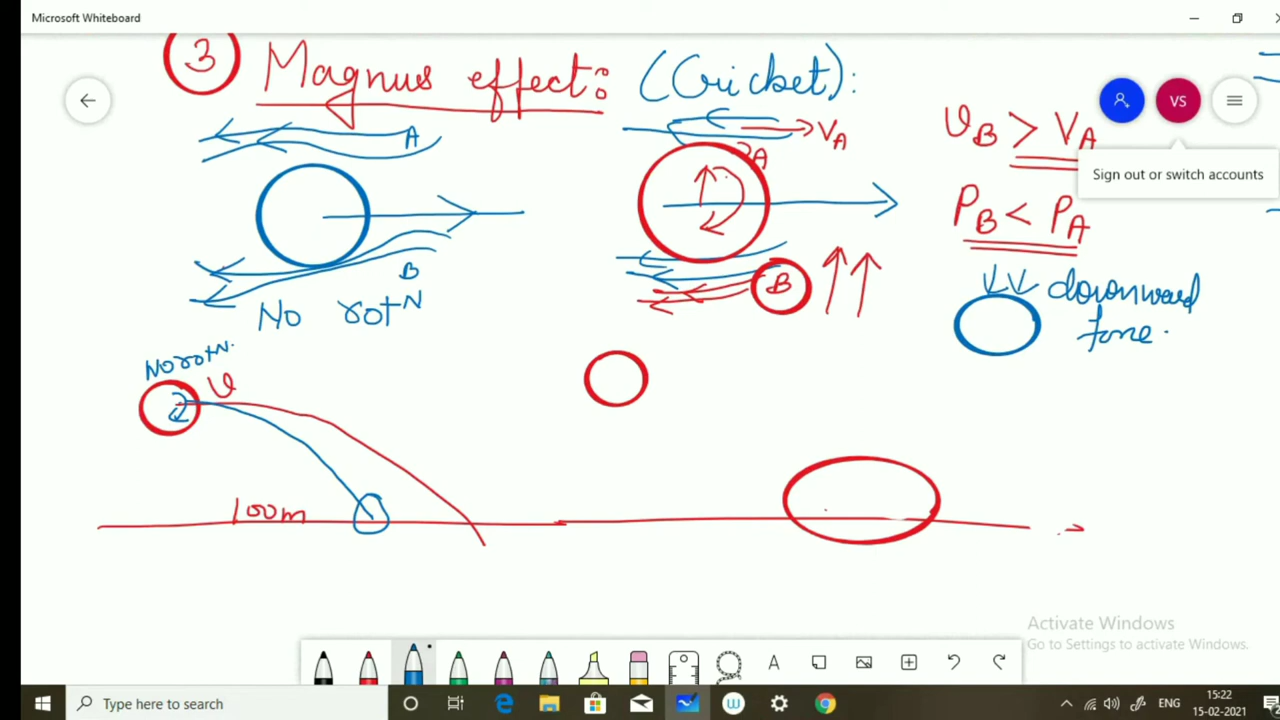 Microsoft Whiteboard
3 Magnus effect: (Cricket):
A
VA
A
VB > VA
VS
Sign out or switch accounts
PB < PA
B
B
No rotN
downward
No rotN.
v
100m
Activate Windows
Go to Settings to activate Windows.
A
Type here to search
ENG
15:22
15-02-2021